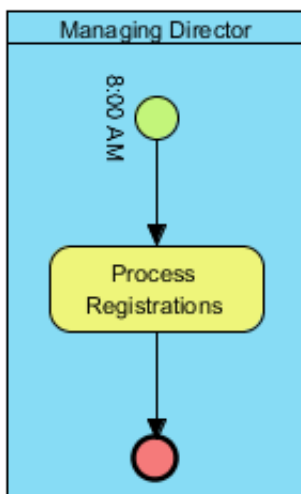 Managing Director
8:00 AM
Process
Registrations